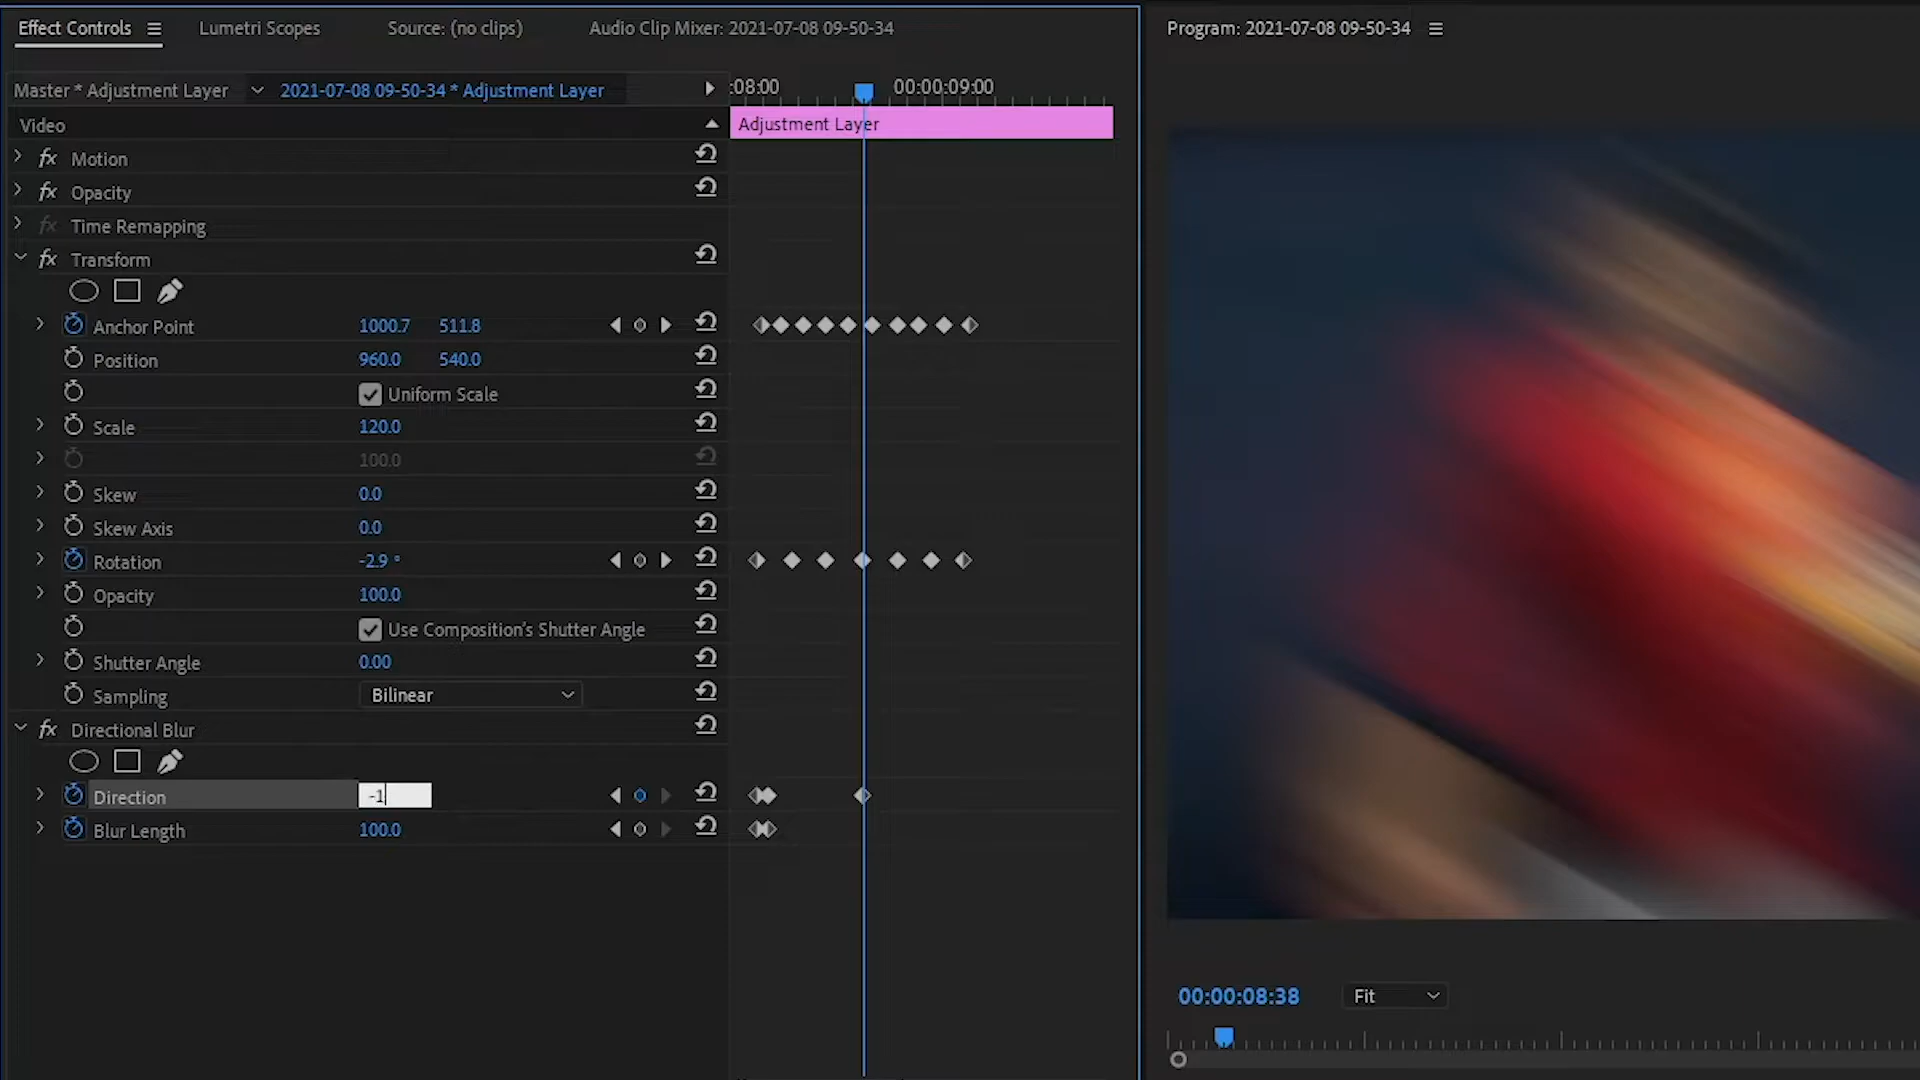 Effect Controls
Lumetri Scopes
Source: (no clips)
Audio Clip Mixer: 2021-07-08 09-50-34
Program: 2021-07-08 09-50-34
Master * Adjustment Layer
2021-07-08 09-50-34 * Adjustment Layer
:08:00
00:00:09:00
Video
Adjustment Layer
fx Motion
fx Opacity
fx Time Remapping
fx Transform
Anchor Point 1000.7 511.8
Position 960.0 540.0
Uniform Scale
Scale 120.0
100.0
Skew 0.0
Skew Axis 0.0
Rotation -2.9 °
Opacity 100.0
Use Composition's Shutter Angle
Shutter Angle 0.00
Sampling Bilinear
fx Directional Blur
Direction -1
Blur Length 100.0
00:00:08:38
Fit